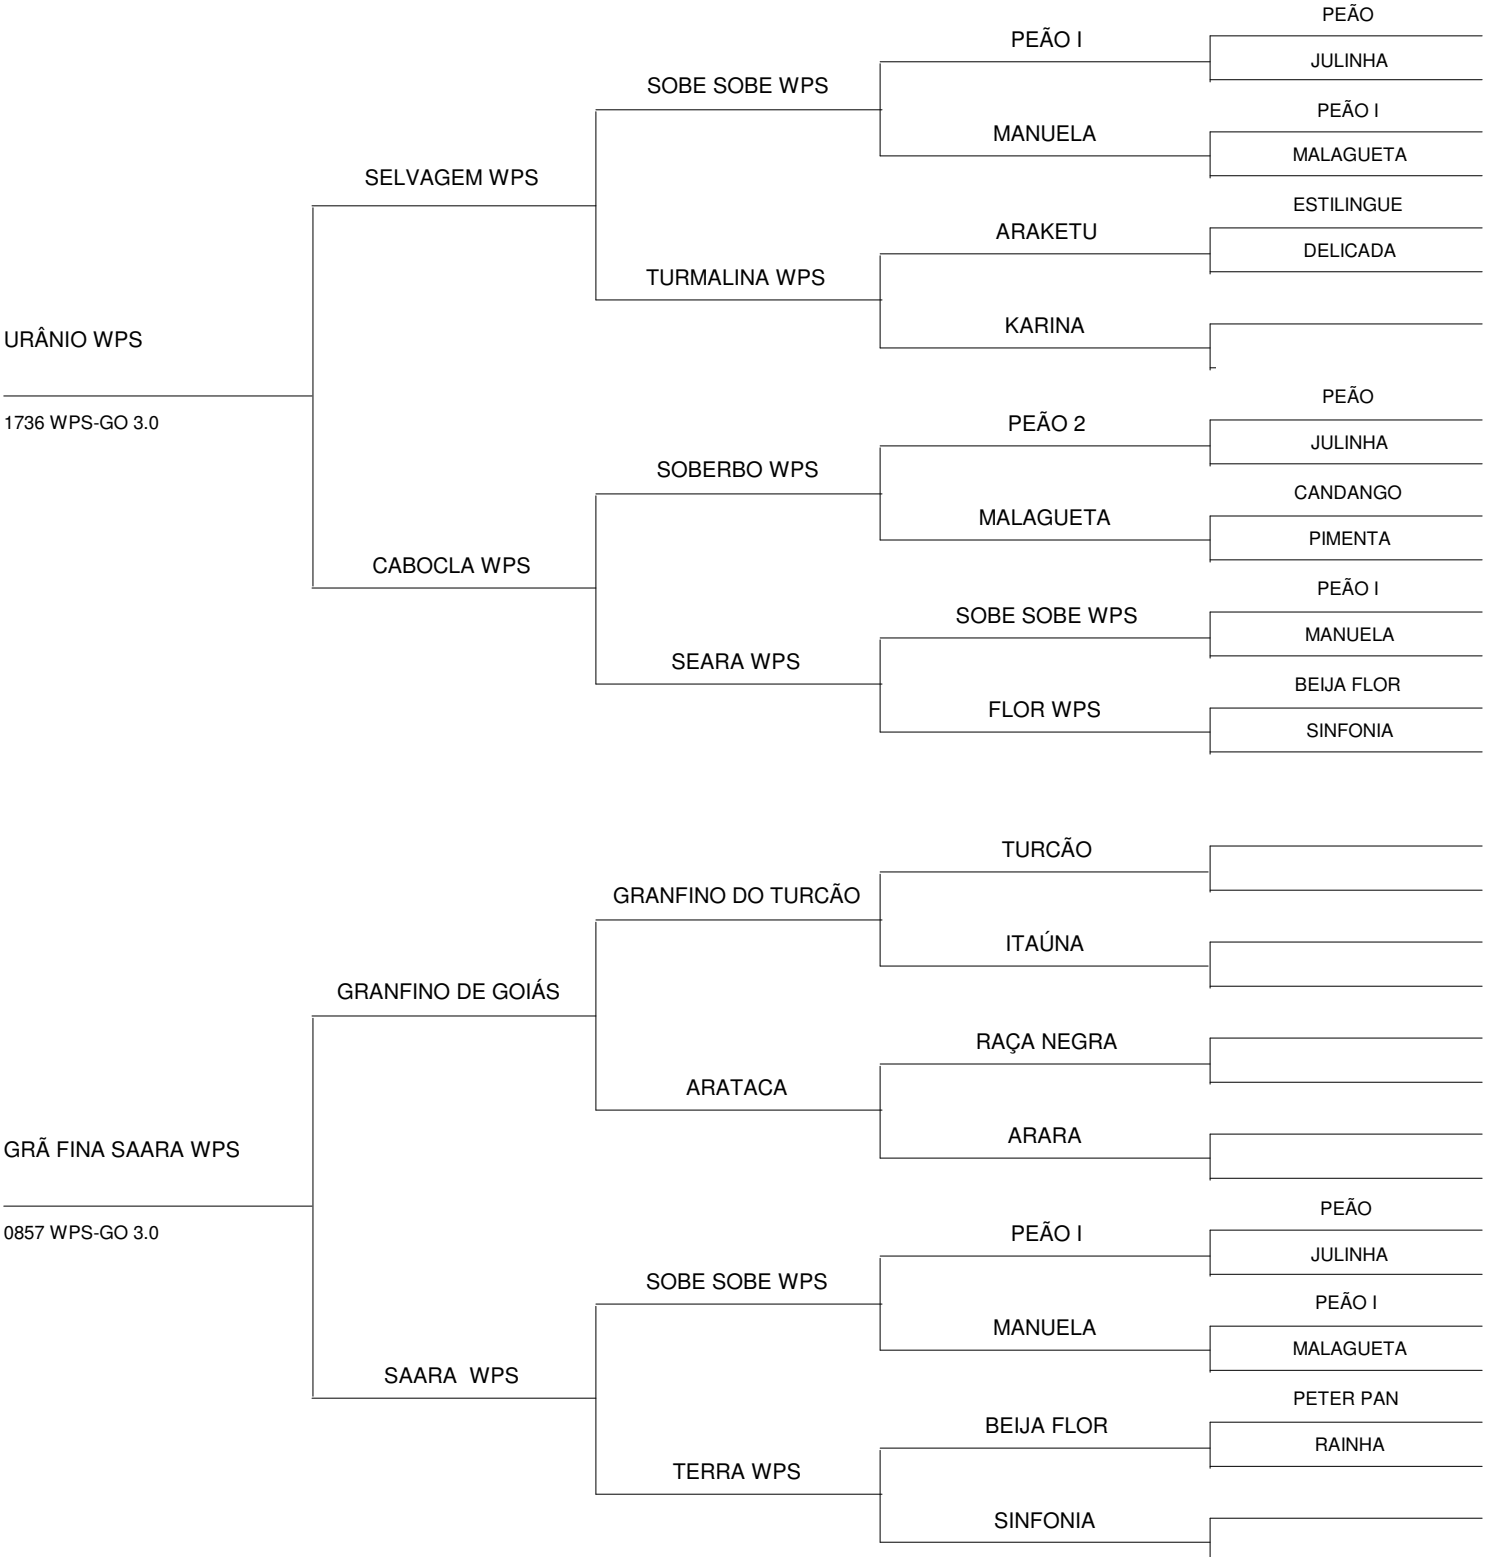 PEÃO
PEÃO I
JULINHA
SOBE SOBE WPS
PEÃO I
MANUELA
MALAGUETA
SELVAGEM WPS
ESTILINGUE
ARAKETU
DELICADA
TURMALINA WPS
KARINA
URÂNIO WPS
PEÃO
1736 WPS-GO 3.0
PEÃO 2
JULINHA
SOBERBO WPS
CANDANGO
MALAGUETA
PIMENTA
CABOCLA WPS
PEÃO I
SOBE SOBE WPS
MANUELA
SEARA WPS
BEIJA FLOR
FLOR WPS
SINFONIA
TURCÃO
GRANFINO DO TURCÃO
ITAÚNA
GRANFINO DE GOIÁS
RAÇA NEGRA
ARATACA
ARARA
GRÃ FINA SAARA WPS
PEÃO
0857 WPS-GO 3.0
PEÃO I
JULINHA
SOBE SOBE WPS
PEÃO I
MANUELA
MALAGUETA
SAARA WPS
PETER PAN
BEIJA FLOR
RAINHA
TERRA WPS
SINFONIA